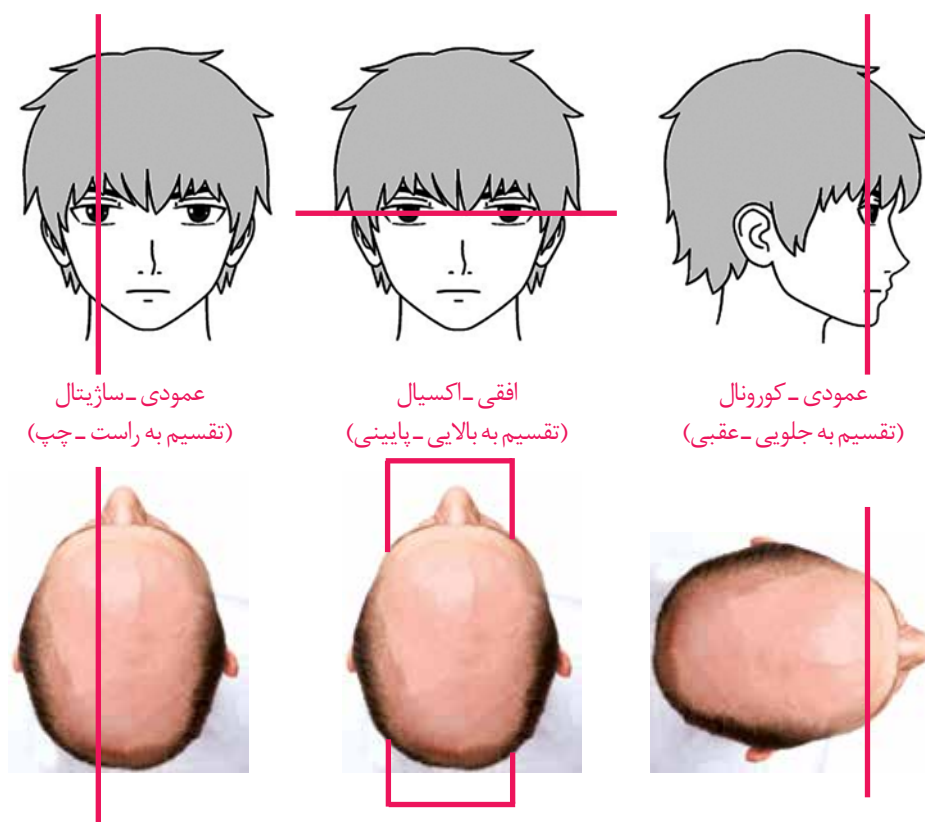 عمودی ـ کورونال
(تقسیم به جلویی ـ عقبی)
افقی ـ اکسیال
(تقسیم به بالایی ـ پایینی)
عمودی ـ ساژیتال
(تقسیم به راست ـ چپ)